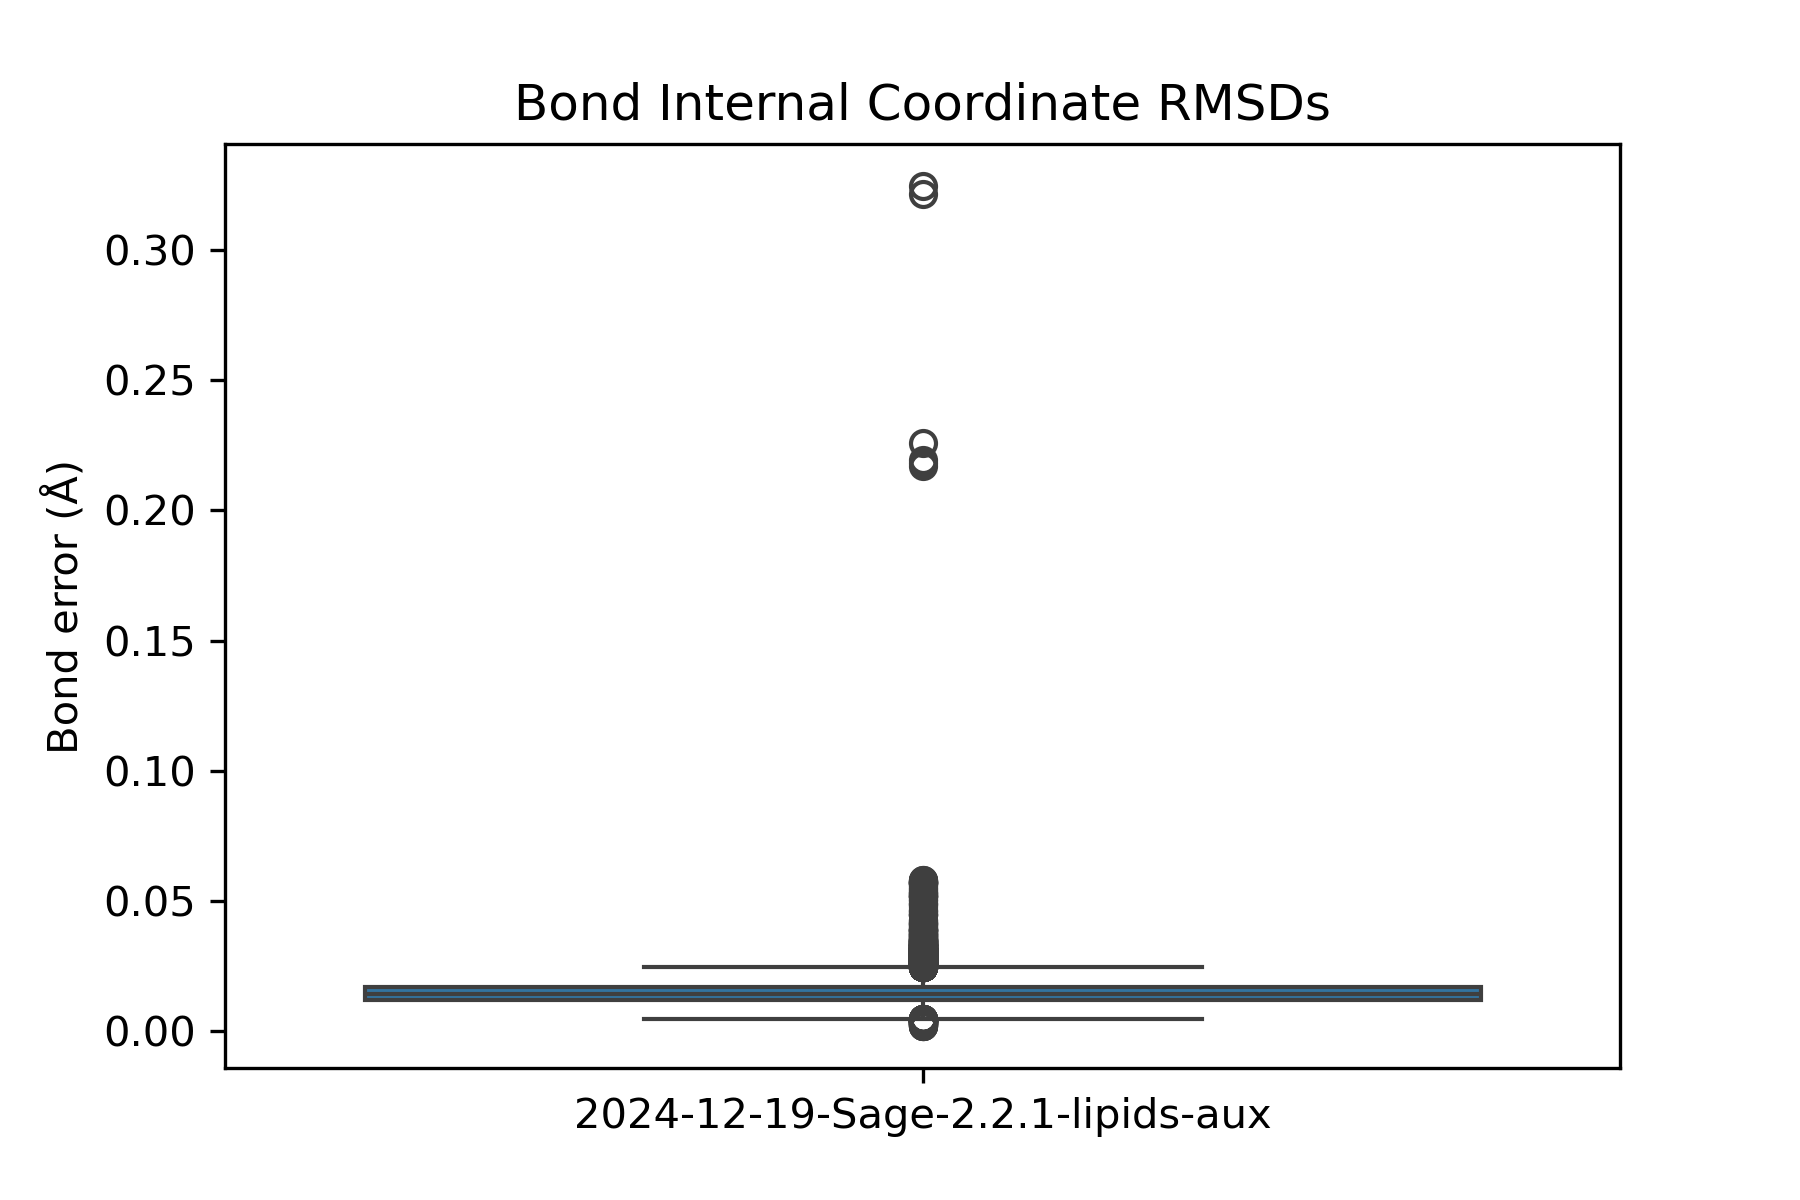 Bond Internal Coordinate RMSDs
0.30
0.25
0.20
0.15
0.10
0.05
0.00
Bond error (Å)
2024-12-19-Sage-2.2.1-lipids-aux